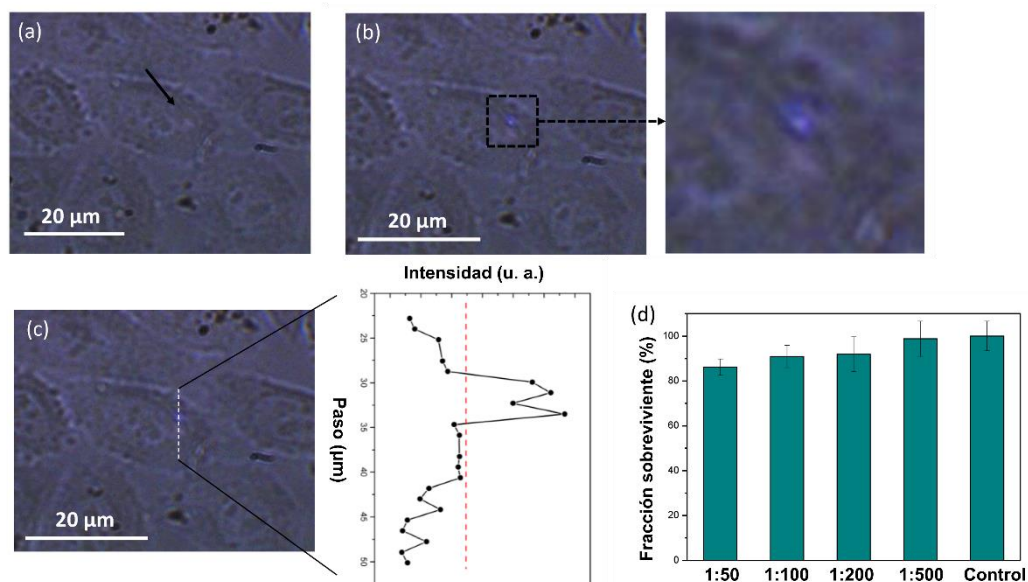 (a)
20 µm
(b)
20 µm
(c)
20 µm
Intensidad (u. a.)
20
25
30
35
40
45
50
Paso (µm)
(d)
Fracción sobreviviente (%)
100
80
60
40
20
0
1:50 1:100 1:200 1:500 Control